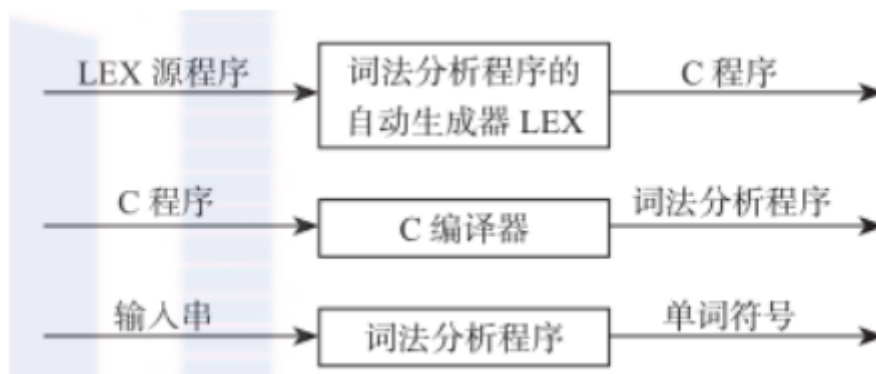 LEX 源程序
词法分析程序的
自动生成器 LEX
C 程序
C 程序
C 编译器
词法分析程序
输入串
词法分析程序
单词符号